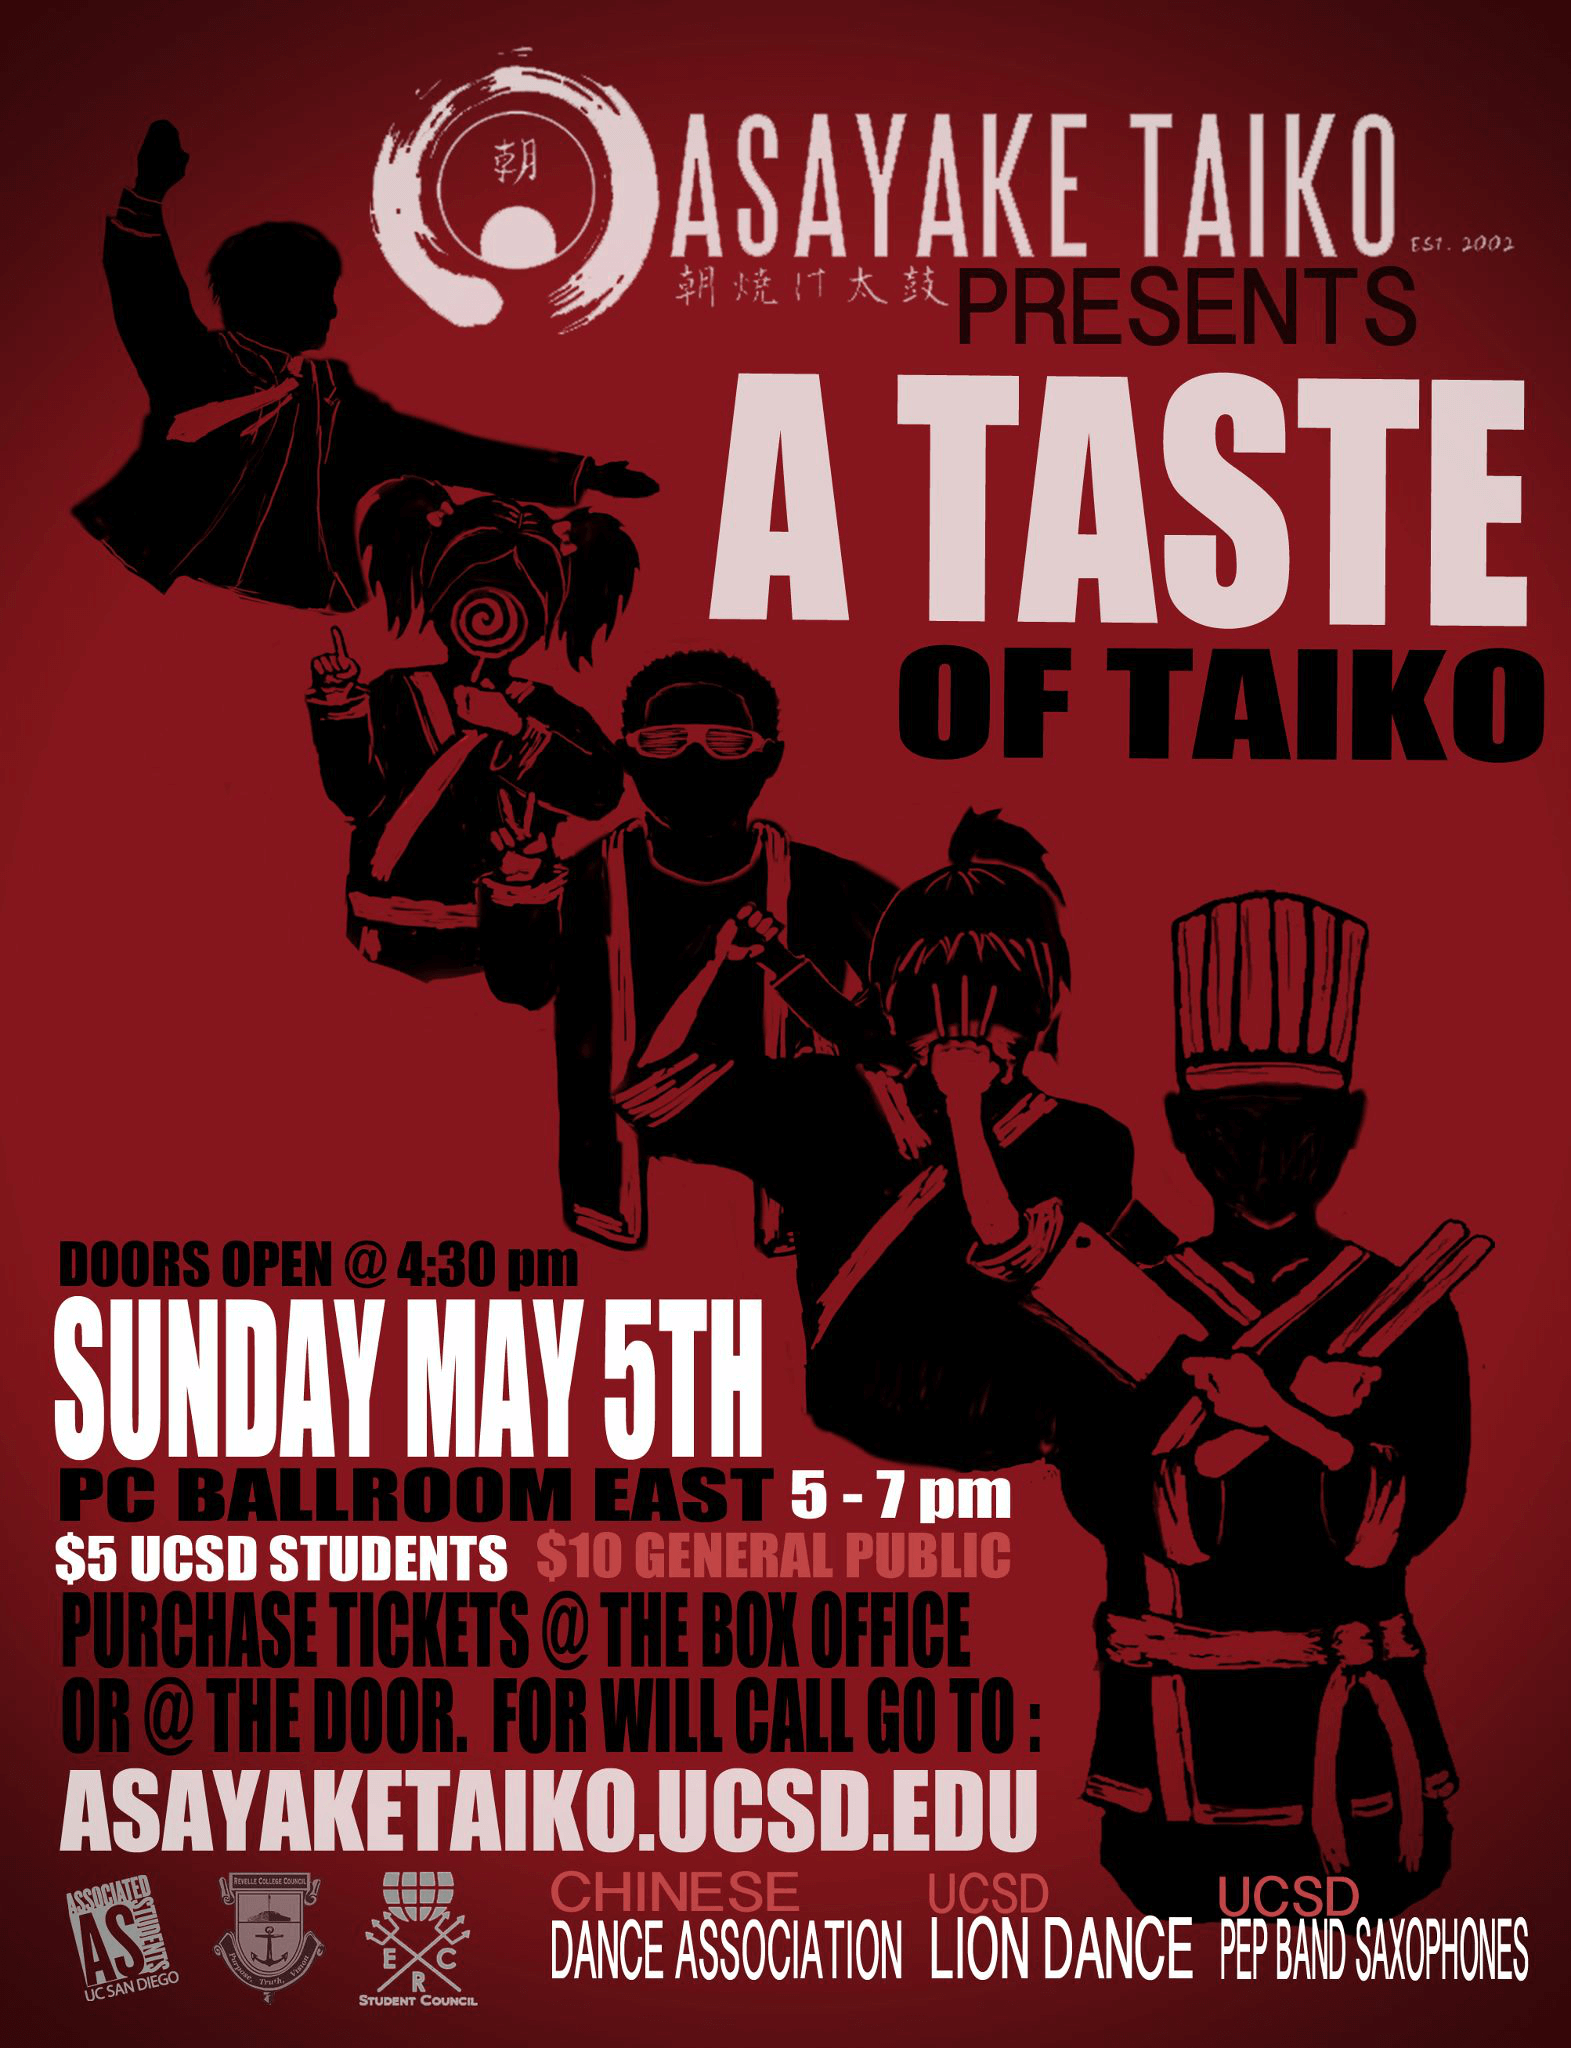 朝
ASAYAKE TAIKO
EST. 2002
朝焼け太鼓
PRESENTS
A TASTE
OF TAIKO
DOORS OPEN @ 4:30 pm
SUNDAY MAY 5TH
PC BALLROOM EAST 5 - 7 pm
$5 UCSD STUDENTS $10 GENERAL PUBLIC
PURCHASE TICKETS @ THE BOX OFFICE
OR @ THE DOOR. FOR WILL CALL GO TO :
ASAYAKETAIKO.UCSD.EDU
ASSOCIATED
STUDENTS
AS
UC SAN DIEGO
REVELLE COLLEGE COUNCIL
Purpose, Truth, Vision
E R C
STUDENT COUNCIL
CHINESE
DANCE ASSOCIATION
UCSD
LION DANCE
UCSD
PEP BAND SAXOPHONES